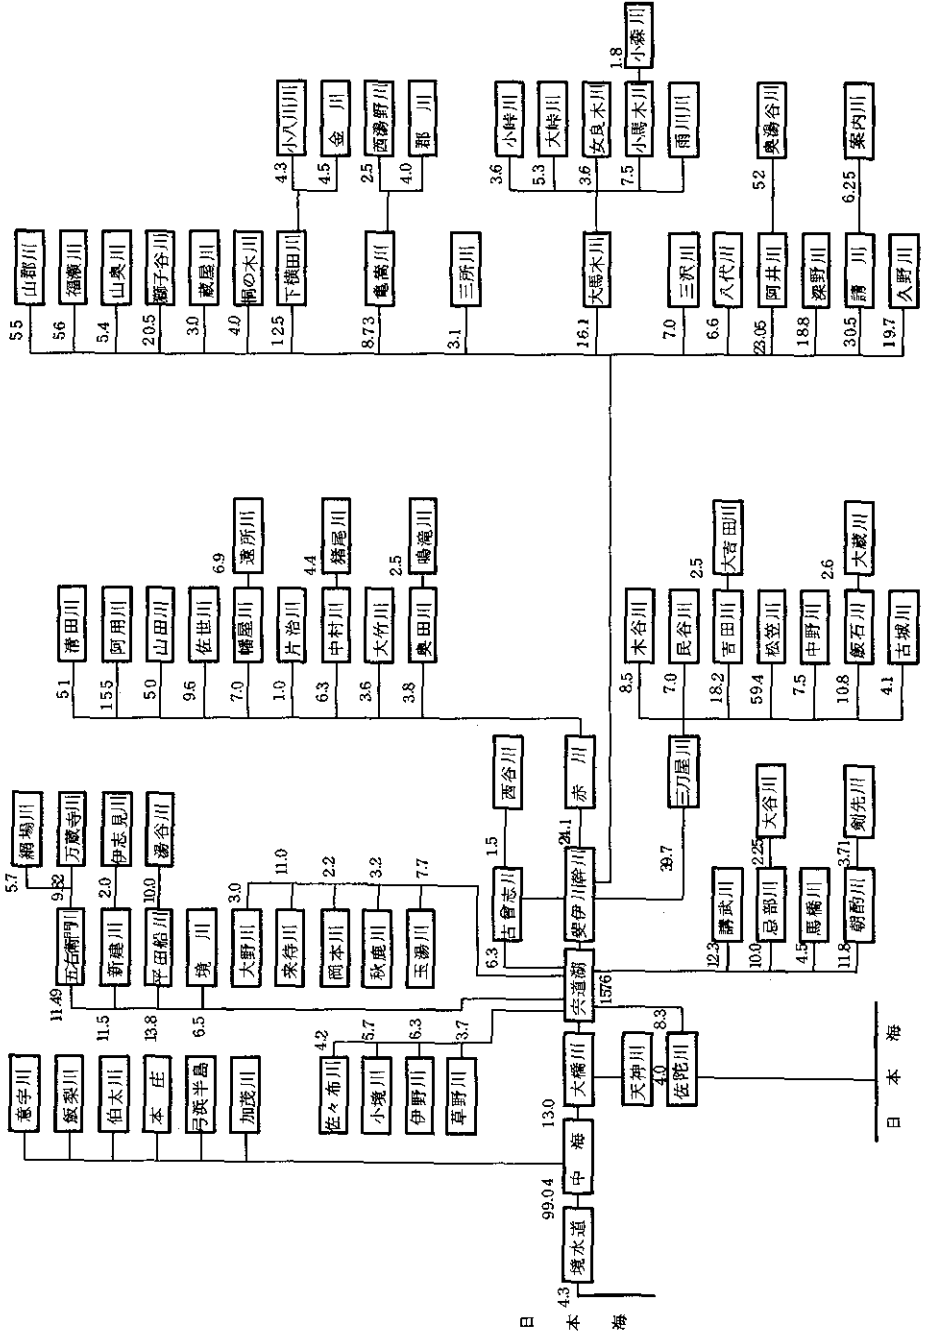 小森川
1.8
小八川川
4.3
金川
4.5
西湯野川
2.5
郡川
4.0
小峠川
3.6
大峠川
5.3
女良木川
3.6
小馬木川
7.5
雨川川
奥湯谷川
5.2
案内川
6.25
山郡川
5.5
福瀬川
5.6
山奥川
5.4
獅子谷川
20.5
蔵屋川
3.0
桐の木川
4.0
下横田川
12.5
亀嵩川
8.73
三所川
3.1
大馬木川
16.1
三沢川
7.0
八代川
6.6
阿井川
23.05
深野川
18.8
請川
30.5
久野川
19.7
遠所川
6.9
猪尾川
4.4
鳴滝川
2.5
大吉田川
2.5
大蔵川
2.6
清田川
5.1
阿用川
15.5
山田川
5.0
佐世川
9.6
幡屋川
7.0
片治川
1.0
中村川
6.3
大竹川
3.6
奥田川
3.8
木谷川
8.5
民谷川
7.0
吉田川
18.2
松笠川
59.4
中野川
7.5
飯石川
10.8
古城川
4.1
西谷川
1.5
赤川
24.1
三刀屋川
39.7
網場川
5.7
万蔵寺川
9.82
伊志見川
2.0
湯谷川
10.0
大谷川
2.25
剣先川
3.71
五右衛門川
11.49
新建川
11.5
平田船川
13.8
境川
6.5
大野川
3.0
来待川
11.0
岡本川
2.2
秋鹿川
3.2
玉湯川
7.7
古曽志川
6.3
斐伊川幹川
講武川
12.3
忌部川
10.0
馬橋川
4.5
朝酌川
11.8
宍道湖
157.6
意宇川
飯梨川
伯太川
本庄
弓浜半島
加茂川
佐々布川
4.2
小境川
5.7
伊野川
6.3
草野川
3.7
大橋川
13.0
天神川
4.0
佐陀川
8.3
日本海
中海
99.04
境水道
4.3
日本海